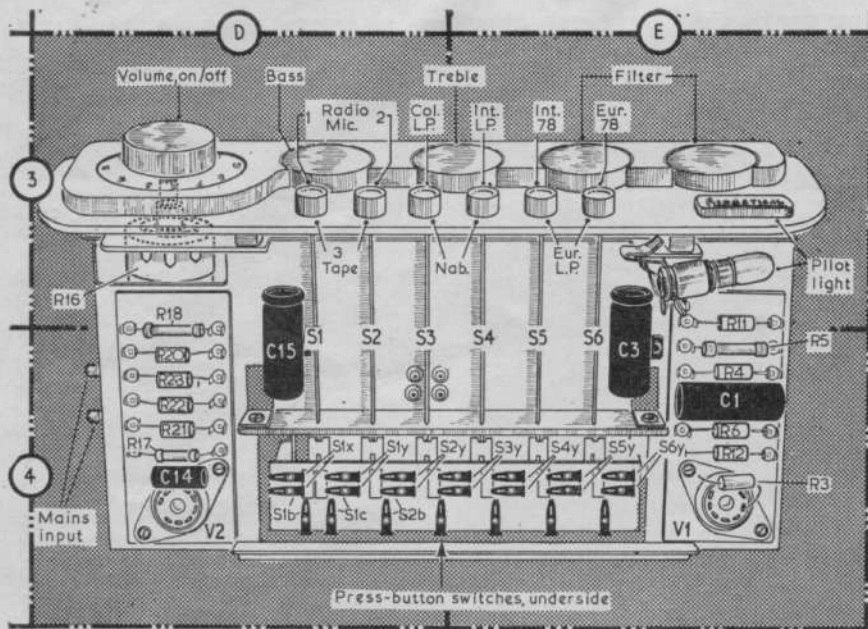 D
E
Volume, on/off
Bass
Treble
Filter
1 Radio 2
Mic.
Col.
L.P.
Int.
L.P.
Int.
78
Eur.
78
3
3
Tape
Nab.
Eur.
L.P.
Pilot
light
R16
R18
R20
R23
R22
R21
R17
C14
V2
C15
S1
S2
S3
S4
S5
S6
C3
R11
R5
R4
C1
R6
R12
R3
V1
4
Mains
input
S1x
S1y
S2y
S3y
S4y
S5y
S6y
S1b
S1c
S2b
Press-button switches, underside